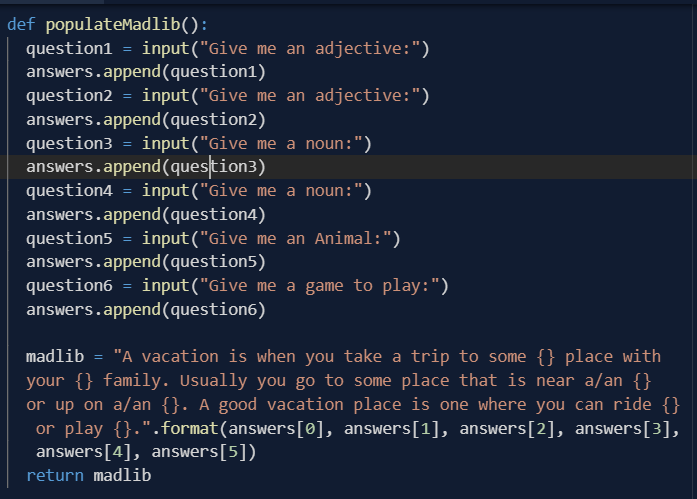 def populateMadlib():
  question1 = input("Give me an adjective:")
  answers.append(question1)
  question2 = input("Give me an adjective:")
  answers.append(question2)
  question3 = input("Give me a noun:")
  answers.append(question3)
  question4 = input("Give me a noun:")
  answers.append(question4)
  question5 = input("Give me an Animal:")
  answers.append(question5)
  question6 = input("Give me a game to play:")
  answers.append(question6)

  madlib = "A vacation is when you take a trip to some {} place with
  your {} family. Usually you go to some place that is near a/an {}
  or up on a/an {}. A good vacation place is one where you can ride {}
   or play {}.".format(answers[0], answers[1], answers[2], answers[3],
   answers[4], answers[5])
  return madlib